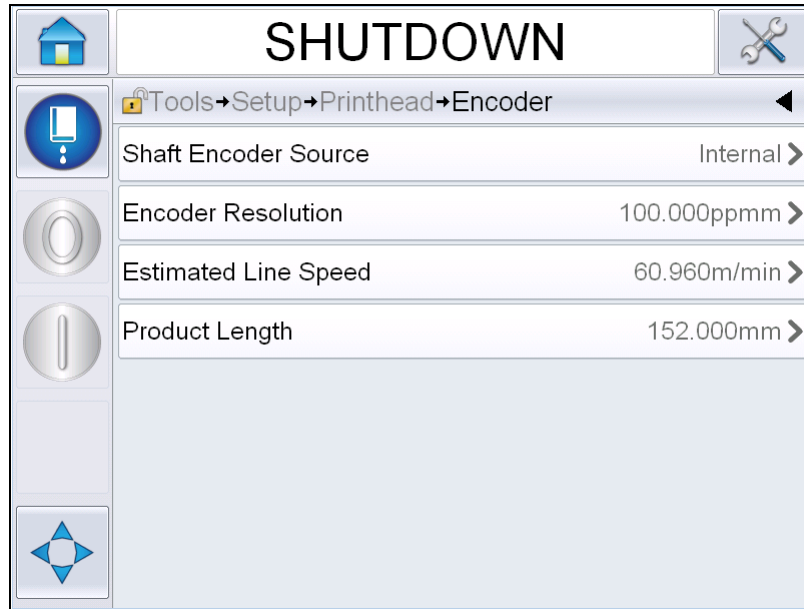 SHUTDOWN
Tools→Setup→Printhead→Encoder
Shaft Encoder Source Internal
Encoder Resolution 100.000ppmm
Estimated Line Speed 60.960m/min
Product Length 152.000mm